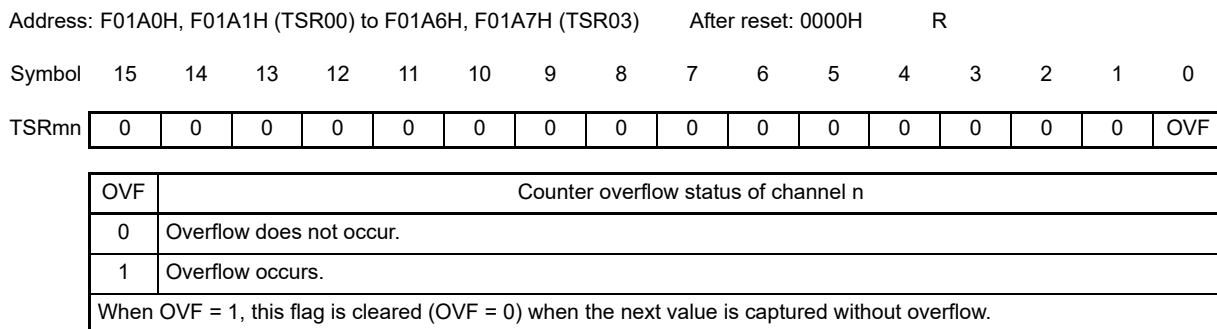 Address: F01A0H, F01A1H (TSR00) to F01A6H, F01A7H (TSR03) After reset: 0000H R
Symbol 15 14 13 12 11 10 9 8 7 6 5 4 3 2 1 0
TSRmn 0 0 0 0 0 0 0 0 0 0 0 0 0 0 0 OVF
OVF Counter overflow status of channel n
0 Overflow does not occur.
1 Overflow occurs.
When OVF = 1, this flag is cleared (OVF = 0) when the next value is captured without overflow.